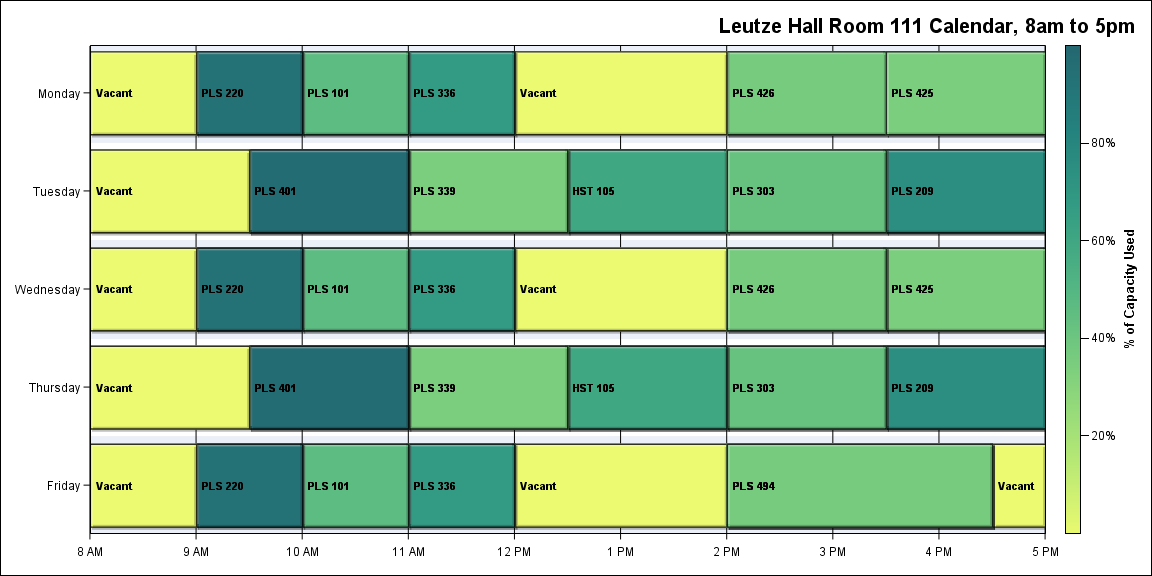 Leutze Hall Room 111 Calendar, 8am to 5pm
Monday Vacant PLS 220 PLS 101 PLS 336 Vacant PLS 426 PLS 425
80%
Tuesday Vacant PLS 401 PLS 339 HST 105 PLS 303 PLS 209
60%
Wednesday Vacant PLS 220 PLS 101 PLS 336 Vacant PLS 426 PLS 425
% of Capacity Used
40%
Thursday Vacant PLS 401 PLS 339 HST 105 PLS 303 PLS 209
20%
Friday Vacant PLS 220 PLS 101 PLS 336 Vacant PLS 494 Vacant
8 AM 9 AM 10 AM 11 AM 12 PM 1 PM 2 PM 3 PM 4 PM 5 PM